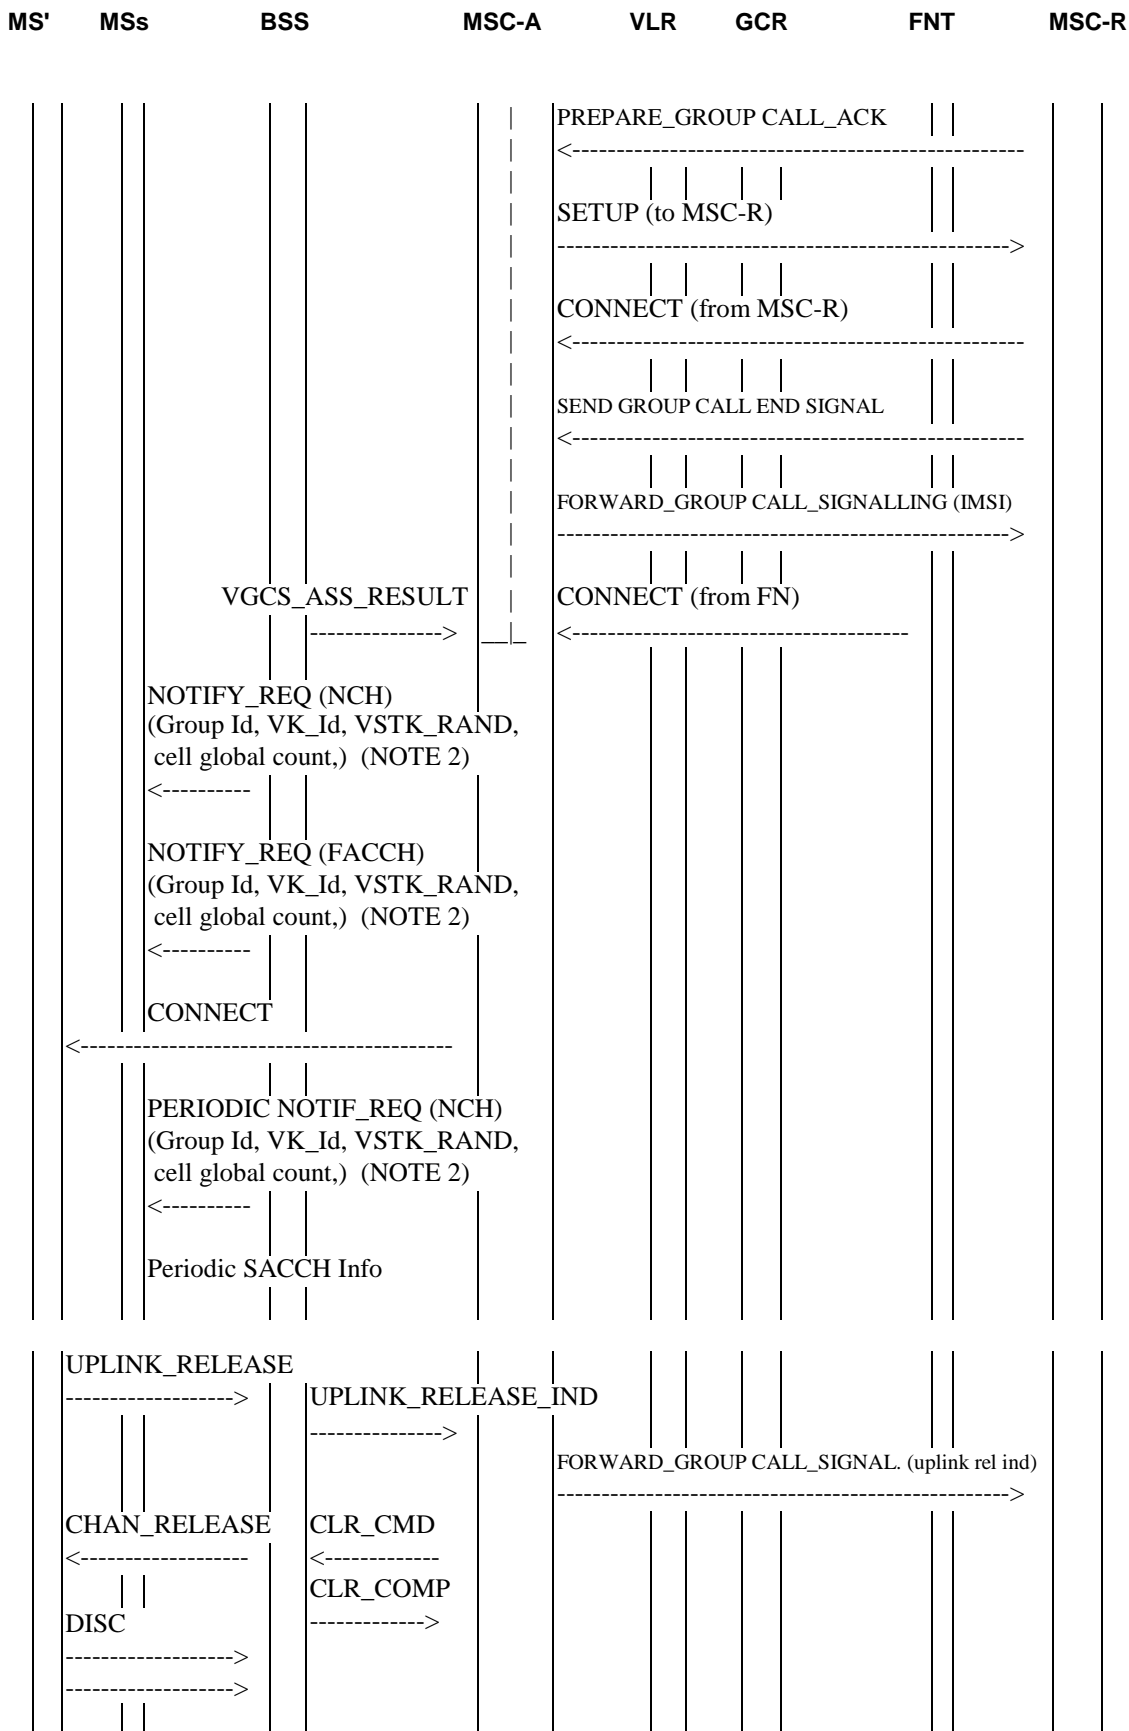 MS' MSs BSS MSC-A VLR GCR FNT MSC-R
PREPARE_GROUP CALL_ACK
SETUP (to MSC-R)
CONNECT (from MSC-R)
SEND GROUP CALL END SIGNAL
FORWARD_GROUP CALL_SIGNALLING (IMSI)
VGCS_ASS_RESULT CONNECT (from FN)
NOTIFY_REQ (NCH)
(Group Id, VK_Id, VSTK_RAND,
cell global count,) (NOTE 2)
NOTIFY_REQ (FACCH)
(Group Id, VK_Id, VSTK_RAND,
cell global count,) (NOTE 2)
CONNECT
PERIODIC NOTIF_REQ (NCH)
(Group Id, VK_Id, VSTK_RAND,
cell global count,) (NOTE 2)
Periodic SACCH Info
UPLINK_RELEASE
UPLINK_RELEASE_IND
FORWARD_GROUP CALL_SIGNAL. (uplink rel ind)
CHAN_RELEASE CLR_CMD
CLR_COMP
DISC